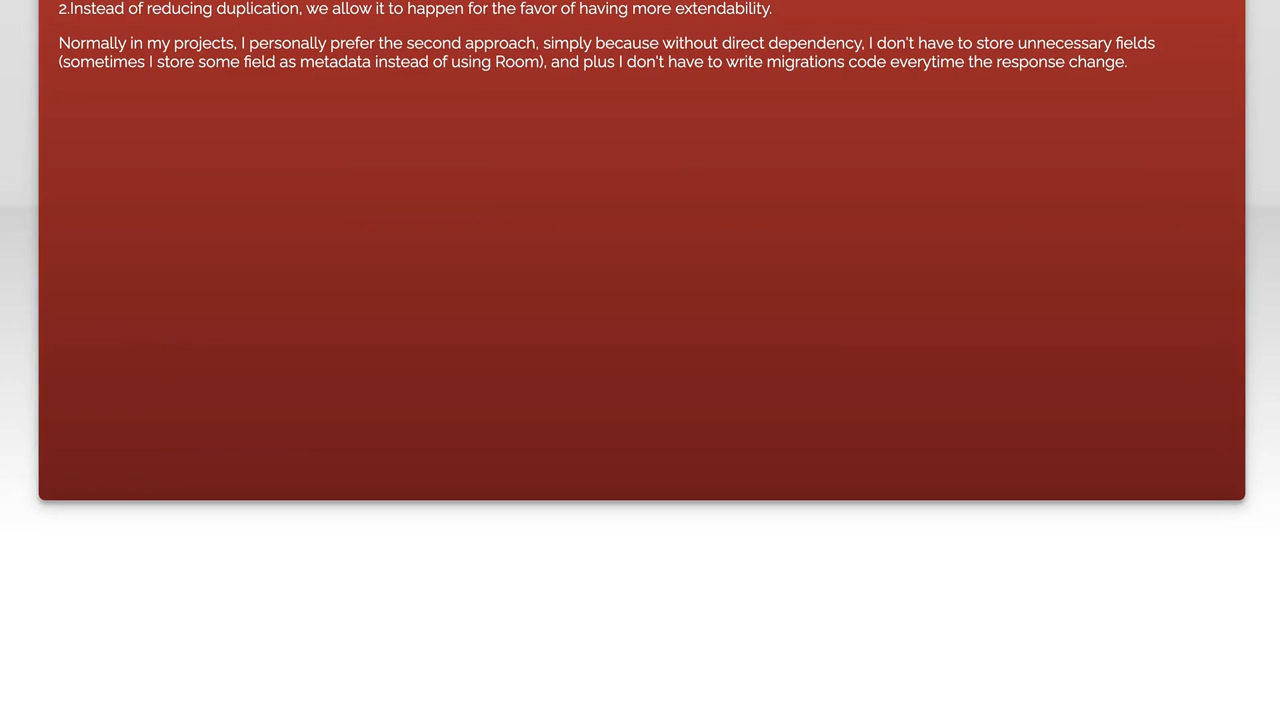 2.Instead of reducing duplication, we allow it to happen for the favor of having more extendability.
Normally in my projects, I personally prefer the second approach, simply because without direct dependency, I don't have to store unnecessary fields
(sometimes I store some field as metadata instead of using Room), and plus I don't have to write migrations code everytime the response change.